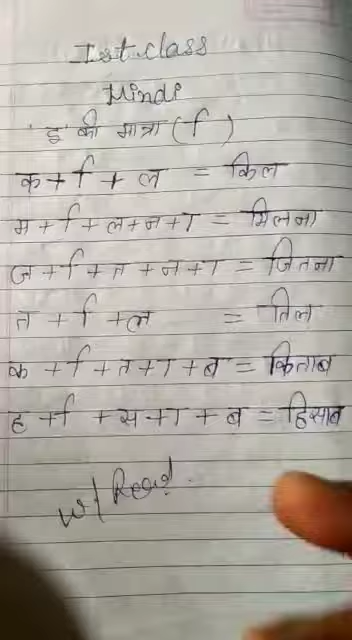 Ist class
Hindi
इ की मात्रा (ि)
क + ि + ल = किल
म + ि + ल + न + ा = मिलना
ज + ि + त + न + ा = जितना
त + ि + ल = तिल
क + ि + त + ा + ब = किताब
ह + ि + स + ा + ब = हिसाब
w/Read